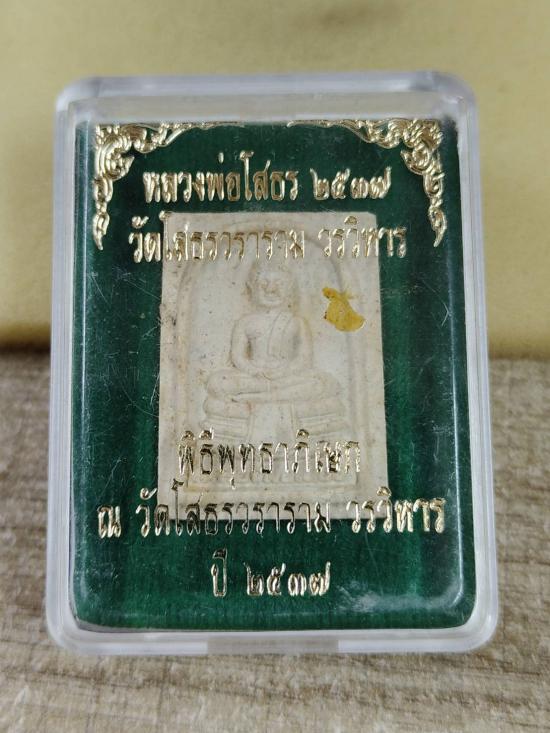 หลวงพ่อโสธร ๒๕๓๗
วัดโสธรวราราม วรวิหาร
พิธีพุทธาภิเษก
ณ วัดโสธรวราราม วรวิหาร
ปี ๒๕๓๗